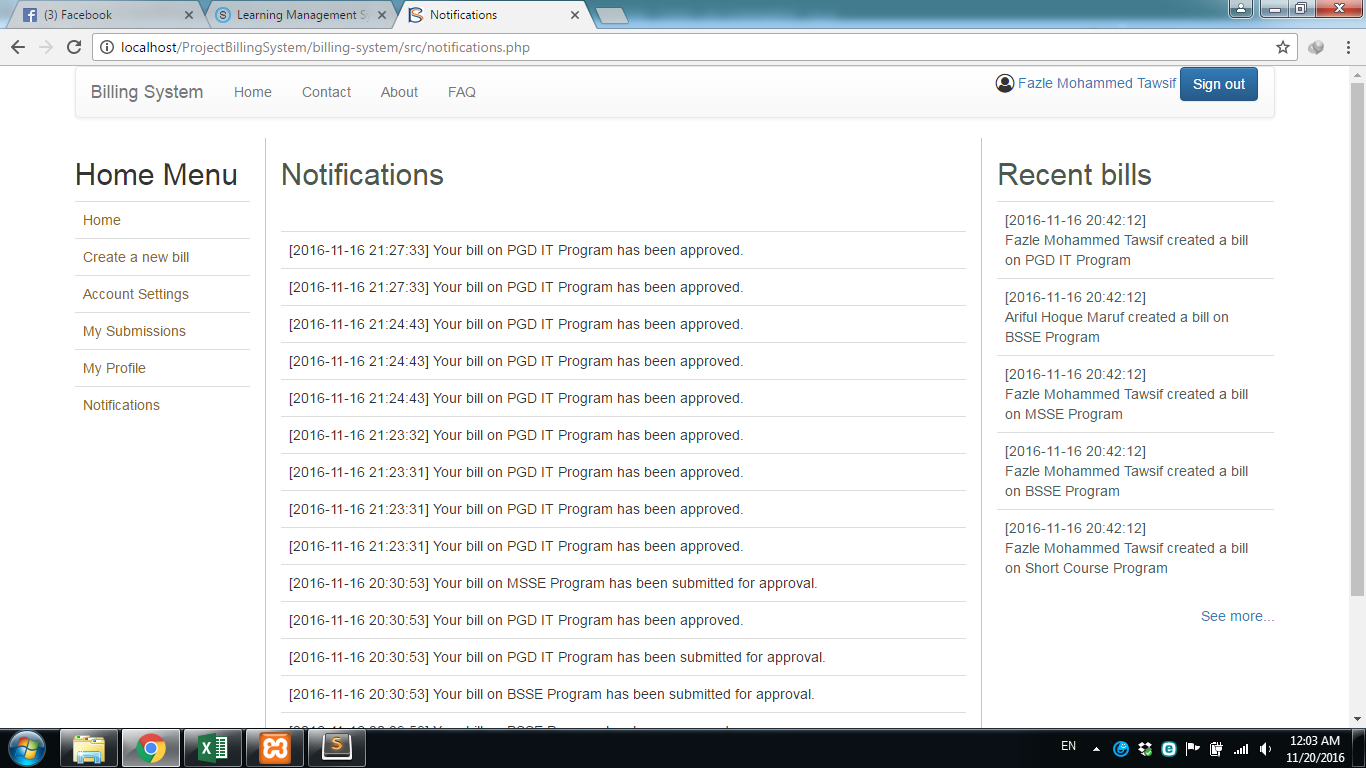 (3) Facebook
Learning Management Sy
Notifications
localhost/ProjectBillingSystem/billing-system/src/notifications.php
Billing System
Home
Contact
About
FAQ
Fazle Mohammed Tawsif
Sign out
Home Menu
Home
Create a new bill
Account Settings
My Submissions
My Profile
Notifications
Notifications
[2016-11-16 21:27:33] Your bill on PGD IT Program has been approved.
[2016-11-16 21:27:33] Your bill on PGD IT Program has been approved.
[2016-11-16 21:24:43] Your bill on PGD IT Program has been approved.
[2016-11-16 21:24:43] Your bill on PGD IT Program has been approved.
[2016-11-16 21:24:43] Your bill on PGD IT Program has been approved.
[2016-11-16 21:23:32] Your bill on PGD IT Program has been approved.
[2016-11-16 21:23:31] Your bill on PGD IT Program has been approved.
[2016-11-16 21:23:31] Your bill on PGD IT Program has been approved.
[2016-11-16 21:23:31] Your bill on PGD IT Program has been approved.
[2016-11-16 20:30:53] Your bill on MSSE Program has been submitted for approval.
[2016-11-16 20:30:53] Your bill on PGD IT Program has been approved.
[2016-11-16 20:30:53] Your bill on PGD IT Program has been submitted for approval.
[2016-11-16 20:30:53] Your bill on BSSE Program has been submitted for approval.
Recent bills
[2016-11-16 20:42:12]
Fazle Mohammed Tawsif created a bill
on PGD IT Program
[2016-11-16 20:42:12]
Ariful Hoque Maruf created a bill on
BSSE Program
[2016-11-16 20:42:12]
Fazle Mohammed Tawsif created a bill
on MSSE Program
[2016-11-16 20:42:12]
Fazle Mohammed Tawsif created a bill
on BSSE Program
[2016-11-16 20:42:12]
Fazle Mohammed Tawsif created a bill
on Short Course Program
See more...
EN
12:03 AM
11/20/2016